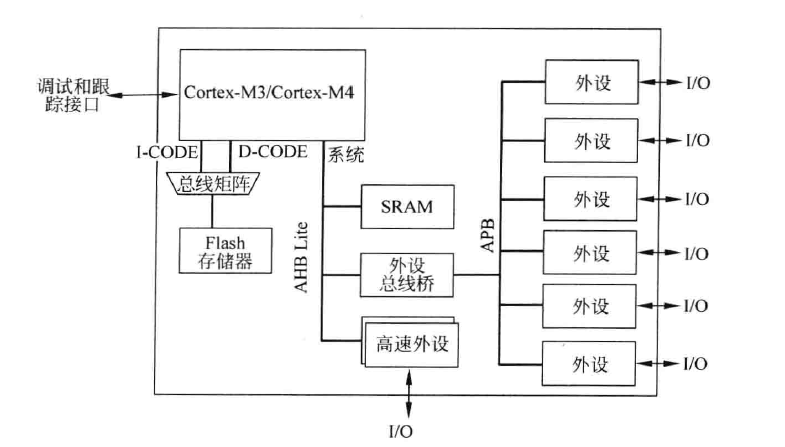 调试和跟
踪接口
Cortex-M3/Cortex-M4
I-CODE
D-CODE
系统
总线矩阵
Flash
存储器
AHB Lite
SRAM
外设
总线桥
高速外设
I/O
APB
外设
I/O
外设
I/O
外设
I/O
外设
I/O
外设
I/O
外设
I/O